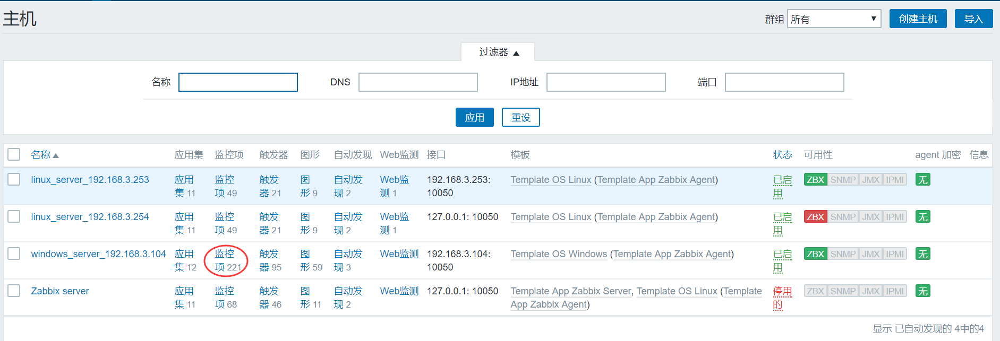 主机
群组 所有 ▼ 创建主机 导入
过滤器 ▲
名称 DNS IP地址 端口
应用 重设
名称▲ 应用集 监控项 触发器 图形 自动发现 Web监测 接口 模板 状态 可用性 agent 加密 信息
linux_server_192.168.3.253 应用 监控 触发 图 自动发 Web监 192.168.3.253: Template OS Linux (Template App Zabbix Agent) 已启 ZBX SNMP JMX IPMI 无
集 11 项 49 器 21 形 9 现 2 测 1 10050 用
linux_server_192.168.3.254 应用 监控 触发 图 自动发 Web监 127.0.0.1: 10050 Template OS Linux (Template App Zabbix Agent) 已启 ZBX SNMP JMX IPMI 无
集 11 项 49 器 21 形 9 现 2 测 1 用
windows_server_192.168.3.104 应用 监控 触发 图 自动发 Web监测 192.168.3.104: Template OS Windows (Template App Zabbix Agent) 已启 ZBX SNMP JMX IPMI 无
集 12 项 221 器 95 形 59 现 3 10050 用
Zabbix server 应用 监控 触发 图 自动发 Web监测 127.0.0.1: 10050 Template App Zabbix Server, Template OS Linux (Template 停用 ZBX SNMP JMX IPMI 无
集 11 项 68 器 46 形 11 现 2 App Zabbix Agent) 的
显示 已自动发现的 4中的4